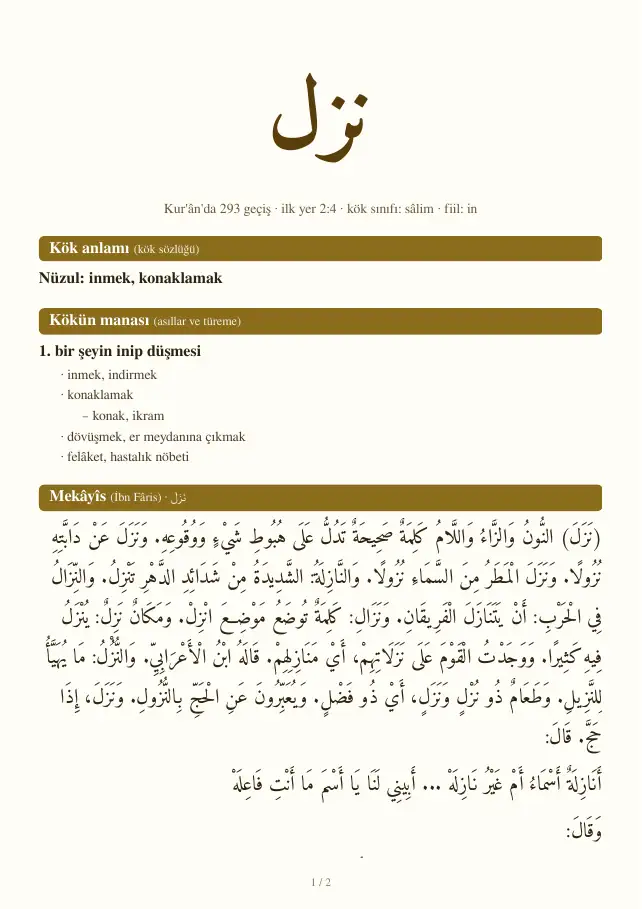 نزل
Kur'ân'da 293 geçiş · ilk yer 2:4 · kök sınıfı: sâlim · fiil: in
Kök anlamı (kök sözlüğü)
Nüzul: inmek, konaklamak
Kökün manası (asıllar ve türeme)
1. bir şeyin inip düşmesi
· inmek, indirmek
· konaklamak
– konak, ikram
· dövüşmek, er meydanına çıkmak
· felâket, hastalık nöbeti
Mekâyîs (İbn Fâris) · نزل
(نَزَلَ) النُّونُ وَالزَّاءُ وَاللَّامُ كَلِمَةٌ صَحِيحَةٌ تَدُلُّ عَلَى هُبُوطِ شَيْءٍ وَوُقُوعِهِ. وَنَزَلَ عَنْ دَابَّتِهِ
نُزُولًا. وَنَزَلَ الْمَطَرُ مِنَ السَّمَاءِ نُزُولًا. وَالنَّازِلَةُ: الشَّدِيدَةُ مِنْ شَدَائِدِ الدَّهْرِ تَنْزِلُ. وَالنِّزَالُ
فِي الْحَرْبِ: أَنْ يَتَنَازَلَ الْفَرِيقَانِ. وَنَزَالِ: كَلِمَةٌ تُوضَعُ مَوْضِعَ انْزِلْ. وَمَكَانٌ نَزِلٌ: يُنْزَلُ
فِيهِ كَثِيرًا. وَوَجَدْتُ الْقَوْمَ عَلَى نَزَلَاتِهِمْ، أَيْ مَنَازِلِهِمْ. قَالَهُ ابْنُ الْأَعْرَابِيِّ. وَالنُّزُلُ: مَا يُهَيَّأُ
لِلنَّزِيلِ. وَطَعَامٌ ذُو نُزْلٍ وَنَزَلٍ، أَيْ ذُو فَضْلٍ. وَيُعَبِّرُونَ عَنِ الْحَجِّ بِالنُّزُولِ. وَنَزَلَ، إِذَا
حَجَّ. قَالَ:
أَنَازِلَةٌ أَسْمَاءُ أَمْ غَيْرُ نَازِلَهْ ... أَبِينِي لَنَا يَا أَسْمَ مَا أَنْتِ فَاعِلَهْ
وَقَالَ:
1 / 2